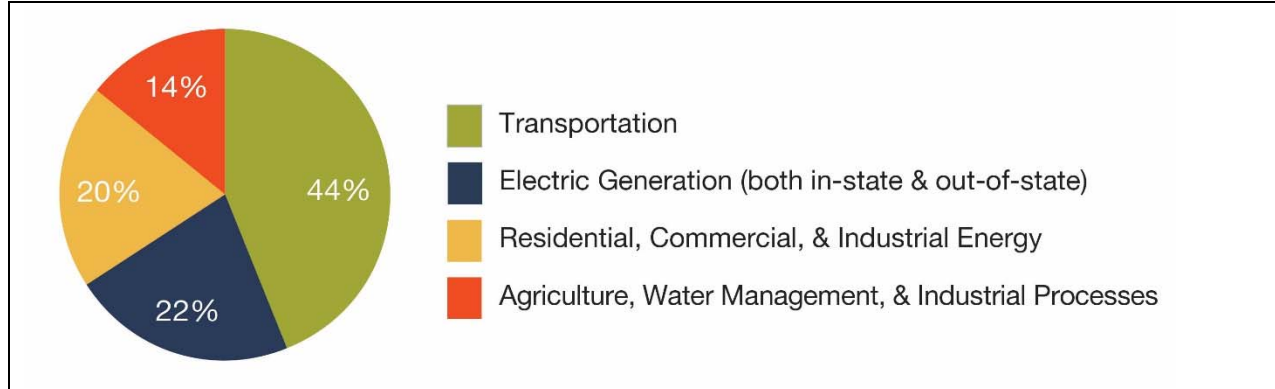 14%
44%
20%
22%
Transportation
Electric Generation (both in-state & out-of-state)
Residential, Commercial, & Industrial Energy
Agriculture, Water Management, & Industrial Processes